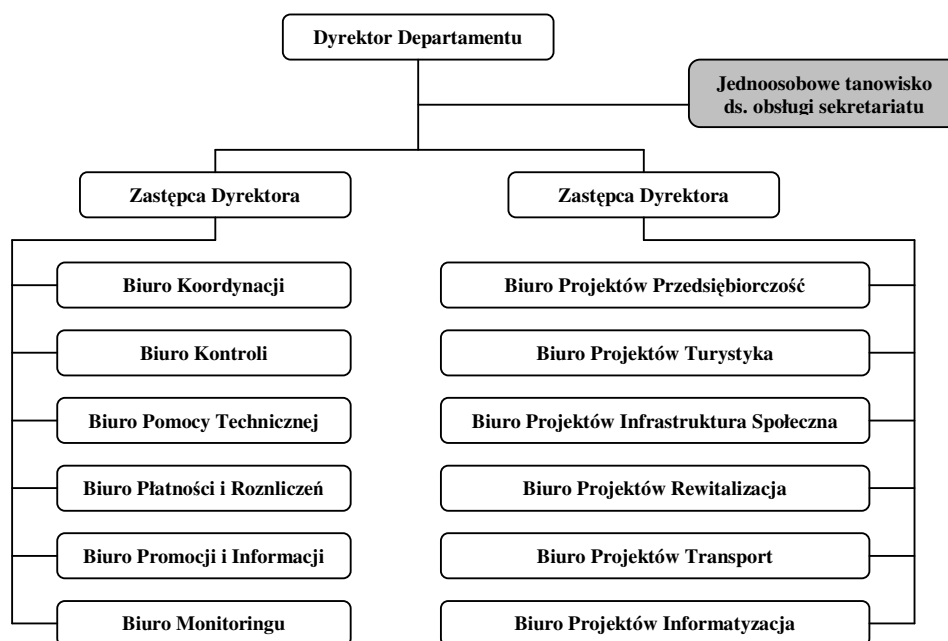 Dyrektor Departamentu
Jednoosobowe tanowisko
ds. obsługi sekretariatu
Zastępca Dyrektora
Zastępca Dyrektora
Biuro Koordynacji
Biuro Kontroli
Biuro Pomocy Technicznej
Biuro Płatności i Roznliczeń
Biuro Promocji i Informacji
Biuro Monitoringu
Biuro Projektów Przedsiębiorczość
Biuro Projektów Turystyka
Biuro Projektów Infrastruktura Społeczna
Biuro Projektów Rewitalizacja
Biuro Projektów Transport
Biuro Projektów Informatyzacja